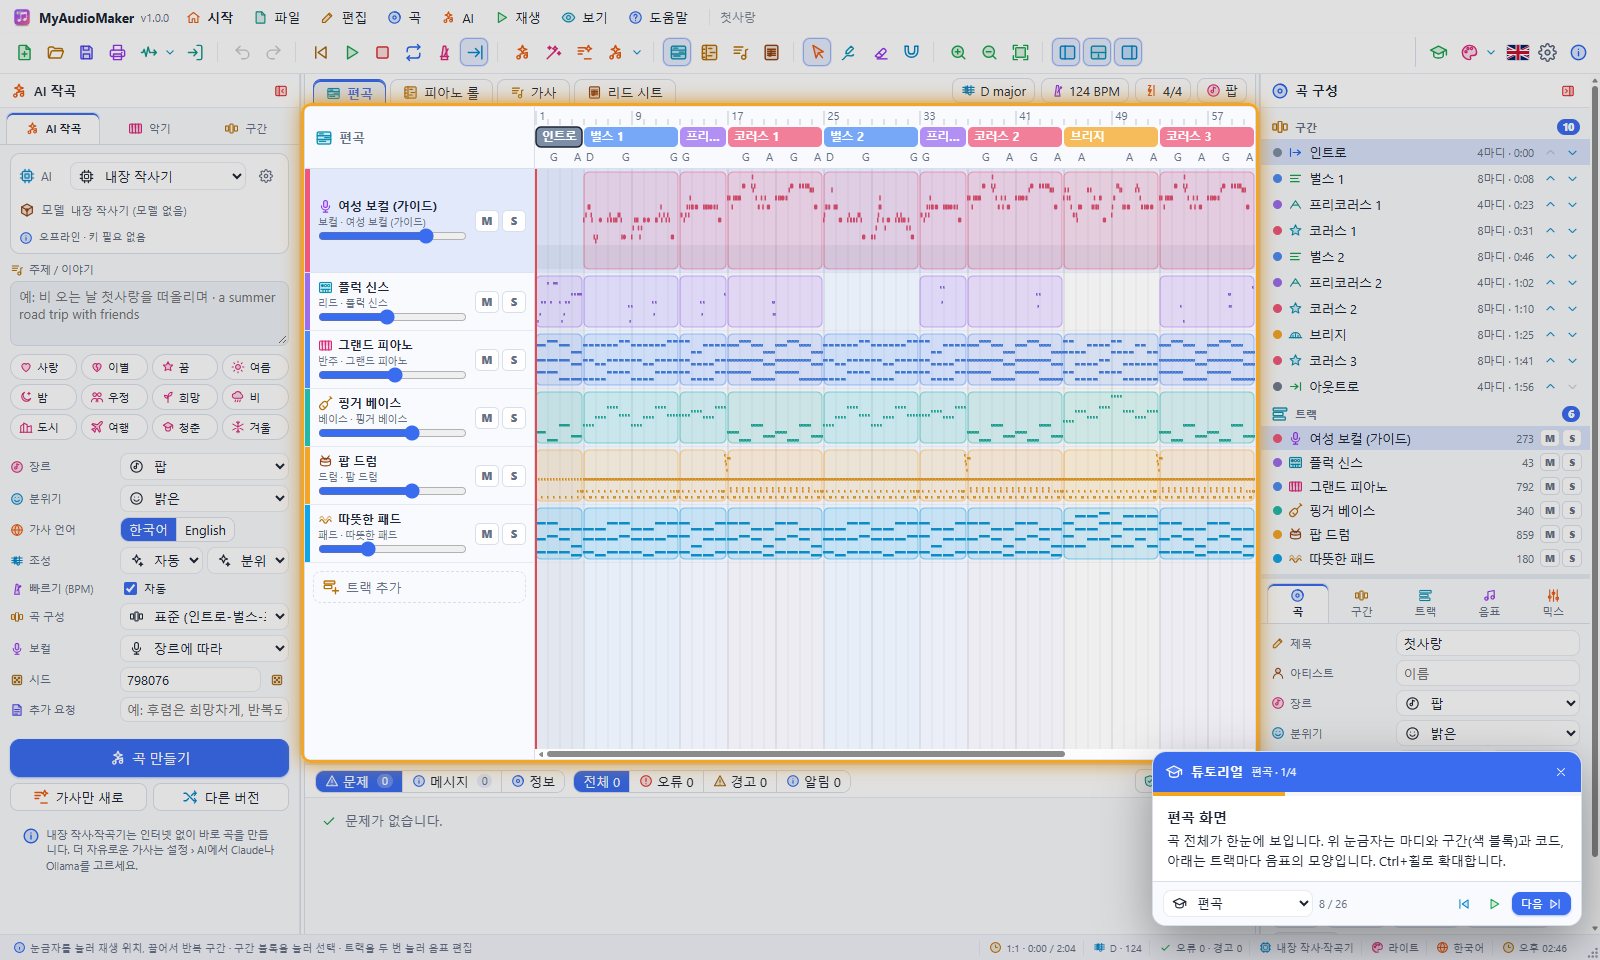 MyAudioMaker v1.0.0 시작 파일 편집 곡 AI 재생 보기 도움말 첫사랑
AI 작곡
AI 작곡 악기 구간
AI 내장 작사기
모델 내장 작사기 (모델 없음)
오프라인 · 키 필요 없음
주제 / 이야기
예: 비 오는 날 첫사랑을 떠올리며 · a summer
road trip with friends
사랑 이별 꿈 여름
밤 우정 희망 비
도시 여행 청춘 겨울
장르 팝
분위기 밝은
가사 언어 한국어 English
조성 자동 분위
빠르기 (BPM) 자동
곡 구성 표준 (인트로-벌스-
보컬 장르에 따라
시드 798076
추가 요청 예: 후렴은 희망차게, 반복도
곡 만들기
가사만 새로 다른 버전
내장 작사·작곡기는 인터넷 없이 바로 곡을 만듭
니다. 더 자유로운 가사는 설정 › AI에서 Claude나
Ollama를 고르세요.
편곡 피아노 롤 가사 리드 시트 D major 124 BPM 4/4 팝
편곡
1 9 17 25 33 41 49 57
인트로 벌스 1 프리... 코러스 1 벌스 2 프리... 코러스 2 브리지 코러스 3
G A D G G G G A G A D G G G G A G A A A A G A G A
여성 보컬 (가이드)
보컬 · 여성 보컬 (가이드)
M S
플럭 신스
리드 · 플럭 신스
M S
그랜드 피아노
반주 · 그랜드 피아노
M S
핑거 베이스
베이스 · 핑거 베이스
M S
팝 드럼
드럼 · 팝 드럼
M S
따뜻한 패드
패드 · 따뜻한 패드
M S
트랙 추가
문제 0 메시지 0 정보 전체 0 오류 0 경고 0 알림 0
문제가 없습니다.
곡 구성
구간 10
인트로 4마디 · 0:00
벌스 1 8마디 · 0:08
프리코러스 1 4마디 · 0:23
코러스 1 8마디 · 0:31
벌스 2 8마디 · 0:46
프리코러스 2 4마디 · 1:02
코러스 2 8마디 · 1:10
브리지 8마디 · 1:25
코러스 3 8마디 · 1:41
아웃트로 4마디 · 1:56
트랙 6
여성 보컬 (가이드) 273 M S
플럭 신스 43 M S
그랜드 피아노 792 M S
핑거 베이스 340 M S
팝 드럼 859 M S
따뜻한 패드 180 M S
곡 구간 트랙 음표 믹스
제목 첫사랑
아티스트 이름
장르 팝
분위기 밝은
튜토리얼 편곡 · 1/4
편곡 화면
곡 전체가 한눈에 보입니다. 위 눈금자는 마디와 구간(색 블록)과 코드,
아래는 트랙마다 음표의 모양입니다. Ctrl+휠로 확대합니다.
편곡 8 / 26 다음
눈금자를 눌러 재생 위치, 끌어서 반복 구간 · 구간 블록을 눌러 선택 · 트랙을 두 번 눌러 음표 편집 1:1 · 0:00 / 2:04 D · 124 오류 0 · 경고 0 내장 작사·작곡기 라이트 한국어 오후 02:46